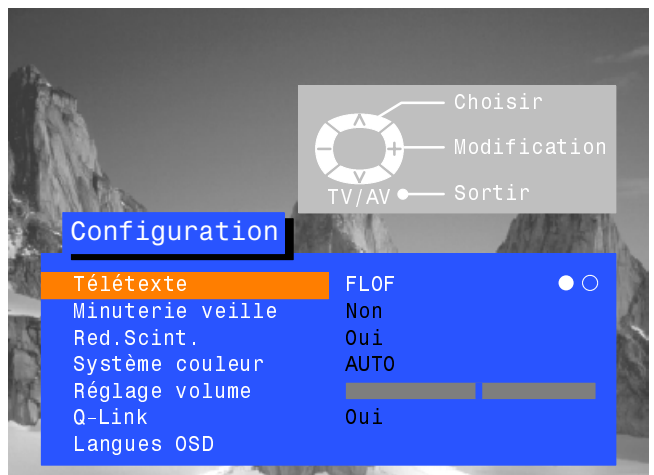 Choisir
Modification
TV/AV Sortir
Configuration
Télétexte FLOF
Minuterie veille Non
Red.Scint. Oui
Système couleur AUTO
Réglage volume
Q-Link Oui
Langues OSD